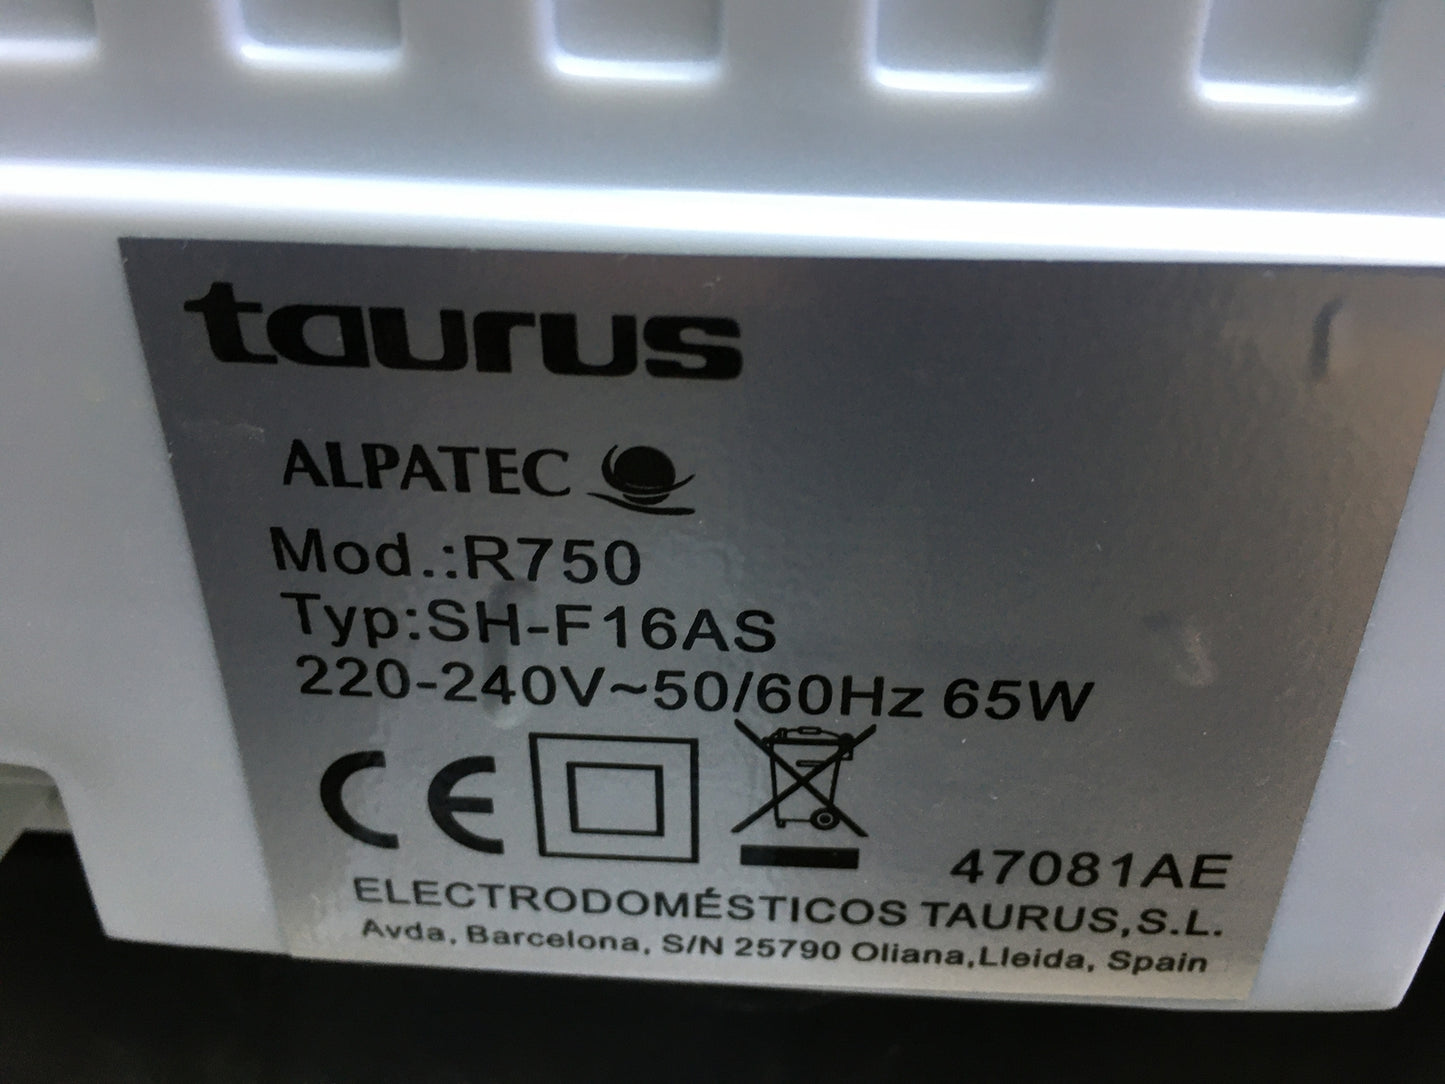 taurus
ALPATEC
Mod.:R750
Typ:SH-F16AS
220-240V~50/60Hz 65W
CE
47081AE
ELECTRODOMÉSTICOS TAURUS,S.L.
Avda, Barcelona, S/N 25790 Oliana,Lleida, Spain